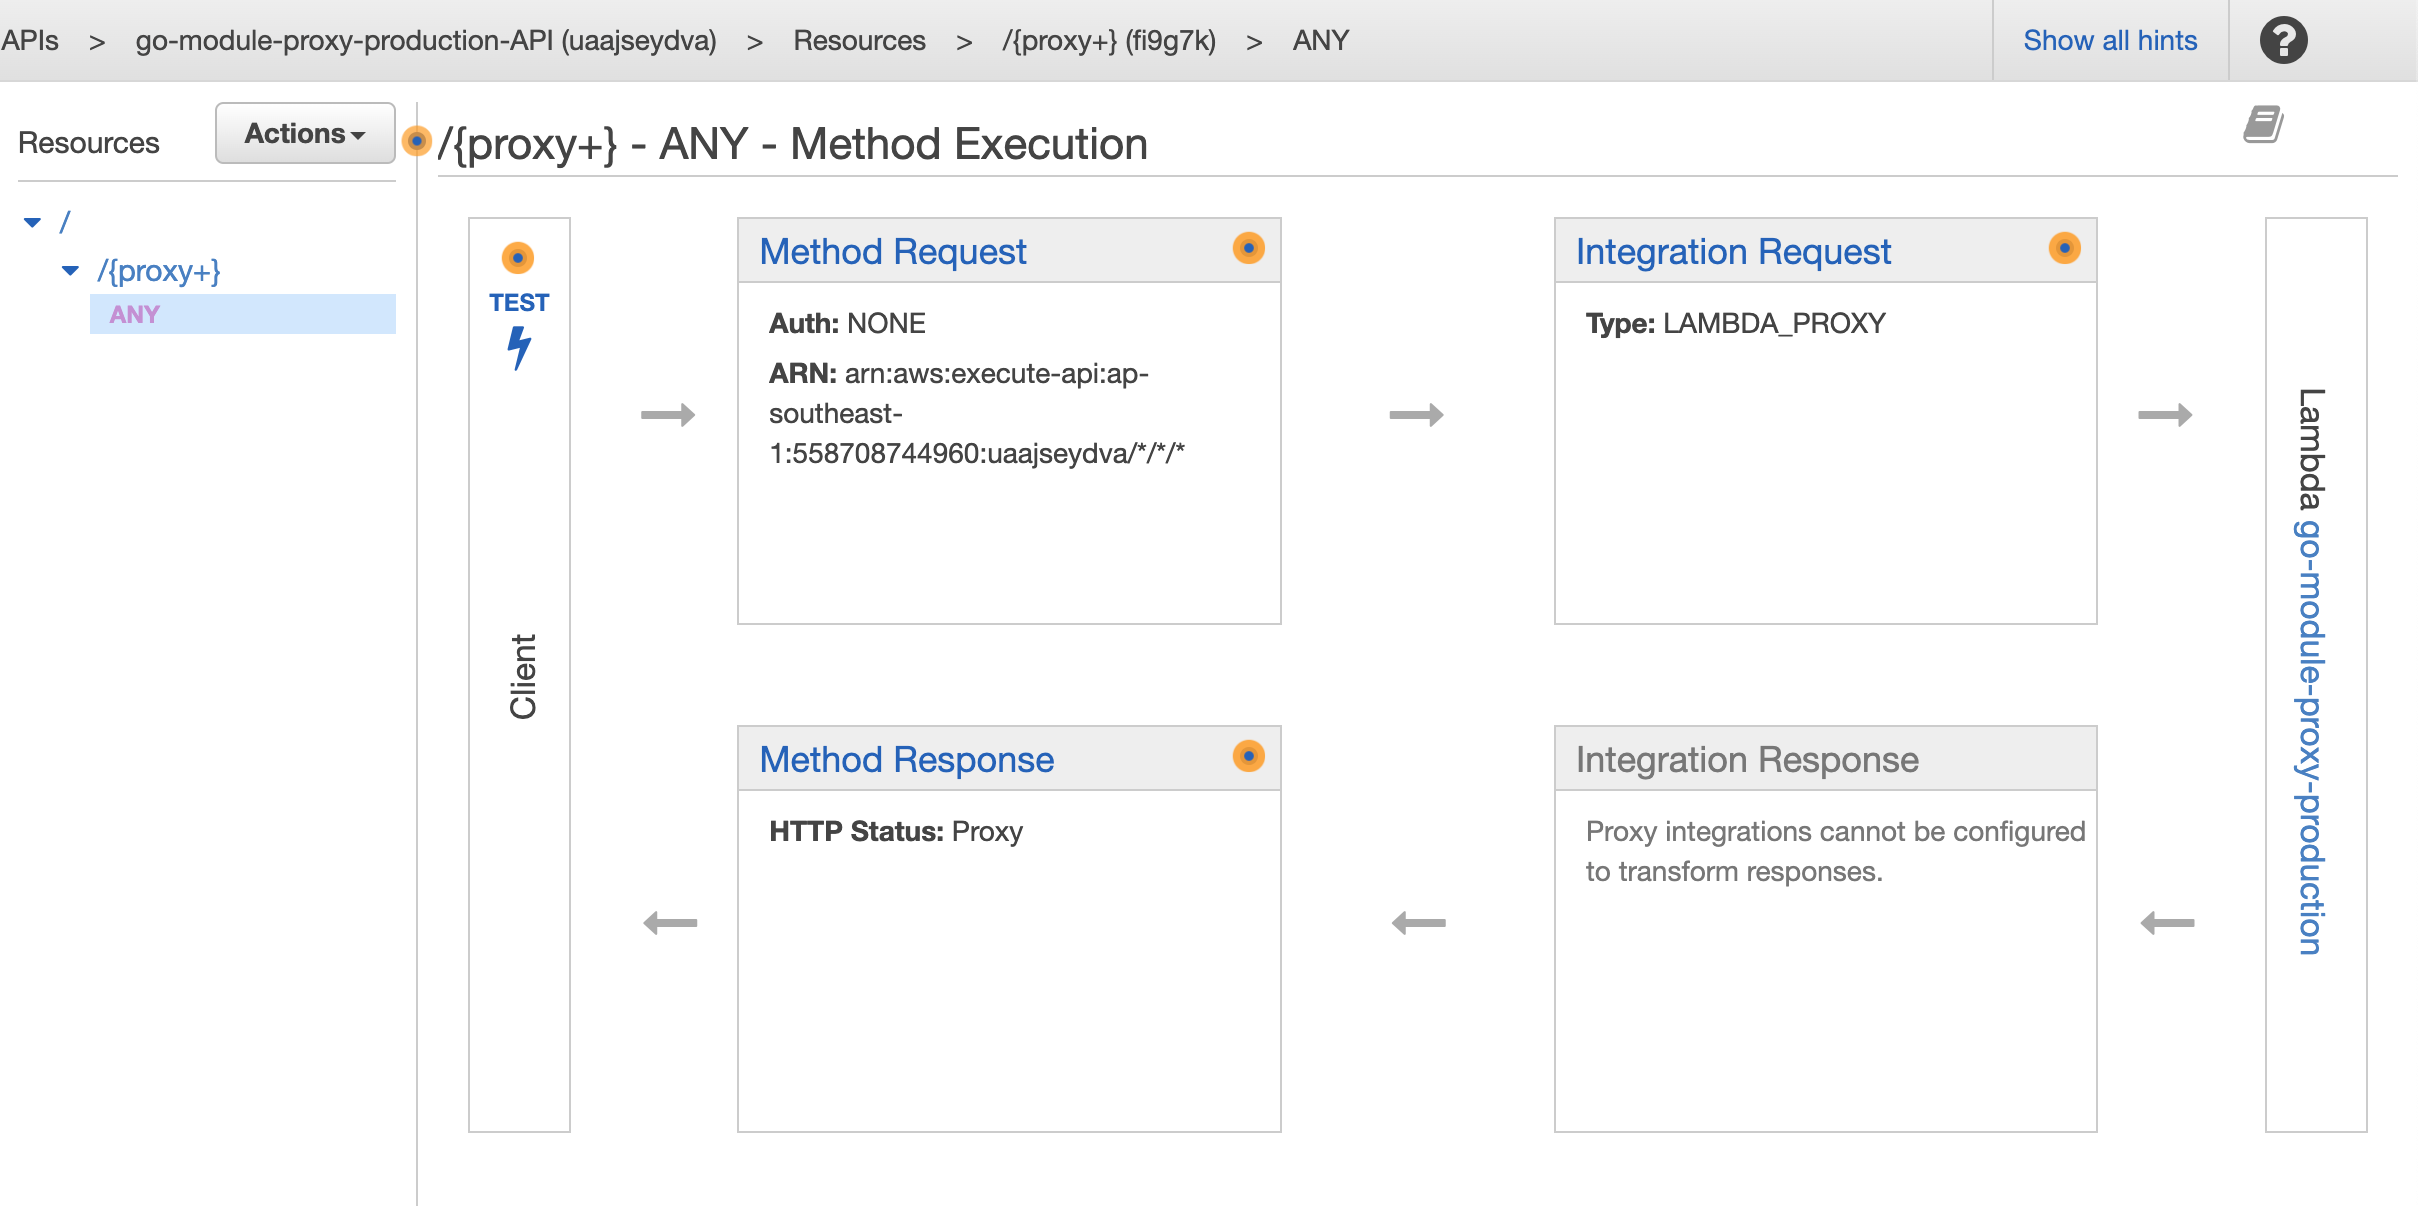 APIs > go-module-proxy-production-API (uaajseydva) > Resources > /{proxy+} (fi9g7k) > ANY
Show all hints
?
Resources
Actions
/
/{proxy+}
ANY
/{proxy+} - ANY - Method Execution
TEST
Client
Method Request
Auth: NONE
ARN: arn:aws:execute-api:ap-
southeast-
1:558708744960:uaajseydva/*/*/*
Integration Request
Type: LAMBDA_PROXY
Lambda go-module-proxy-production
Method Response
HTTP Status: Proxy
Integration Response
Proxy integrations cannot be configured
to transform responses.